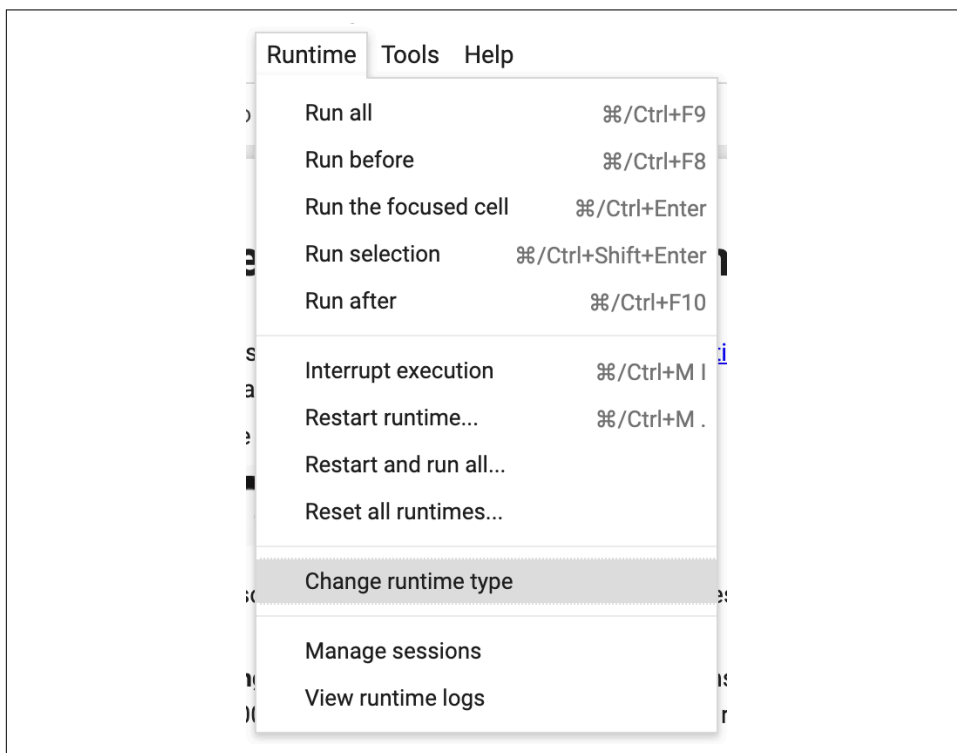 Runtime Tools Help
Run all ⌘/Ctrl+F9
Run before ⌘/Ctrl+F8
Run the focused cell ⌘/Ctrl+Enter
Run selection ⌘/Ctrl+Shift+Enter
Run after ⌘/Ctrl+F10
Interrupt execution ⌘/Ctrl+M I
Restart runtime... ⌘/Ctrl+M .
Restart and run all...
Reset all runtimes...
Change runtime type
Manage sessions
View runtime logs